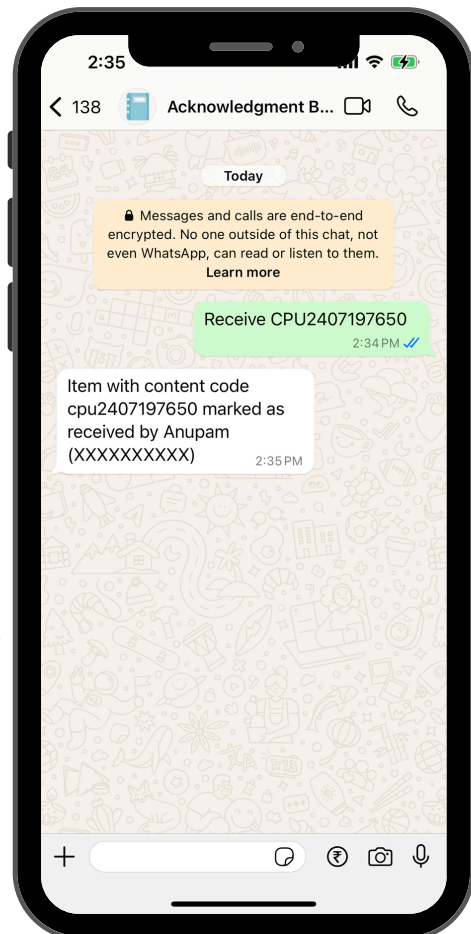 2:35
138
Acknowledgment B...
Today
Messages and calls are end-to-end
encrypted. No one outside of this chat, not
even WhatsApp, can read or listen to them.
Learn more
Receive CPU2407197650
2:34 PM
Item with content code
cpu2407197650 marked as
received by Anupam
(XXXXXXXXXX)
2:35 PM
₹